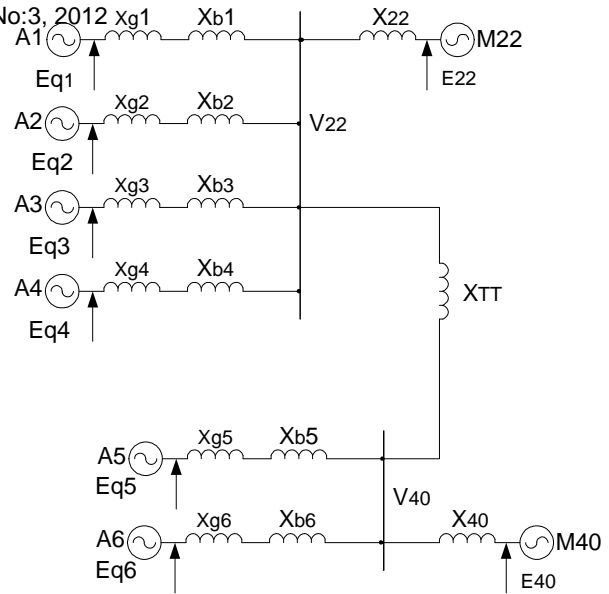 No:3, 2012
A1 Xg1 Xb1 X22 M22
Eq1 E22
A2 Xg2 Xb2 V22
Eq2
A3 Xg3 Xb3
Eq3
A4 Xg4 Xb4 XTT
Eq4
A5 Xg5 Xb5
Eq5 V40
A6 Xg6 Xb6 X40 M40
Eq6 E40